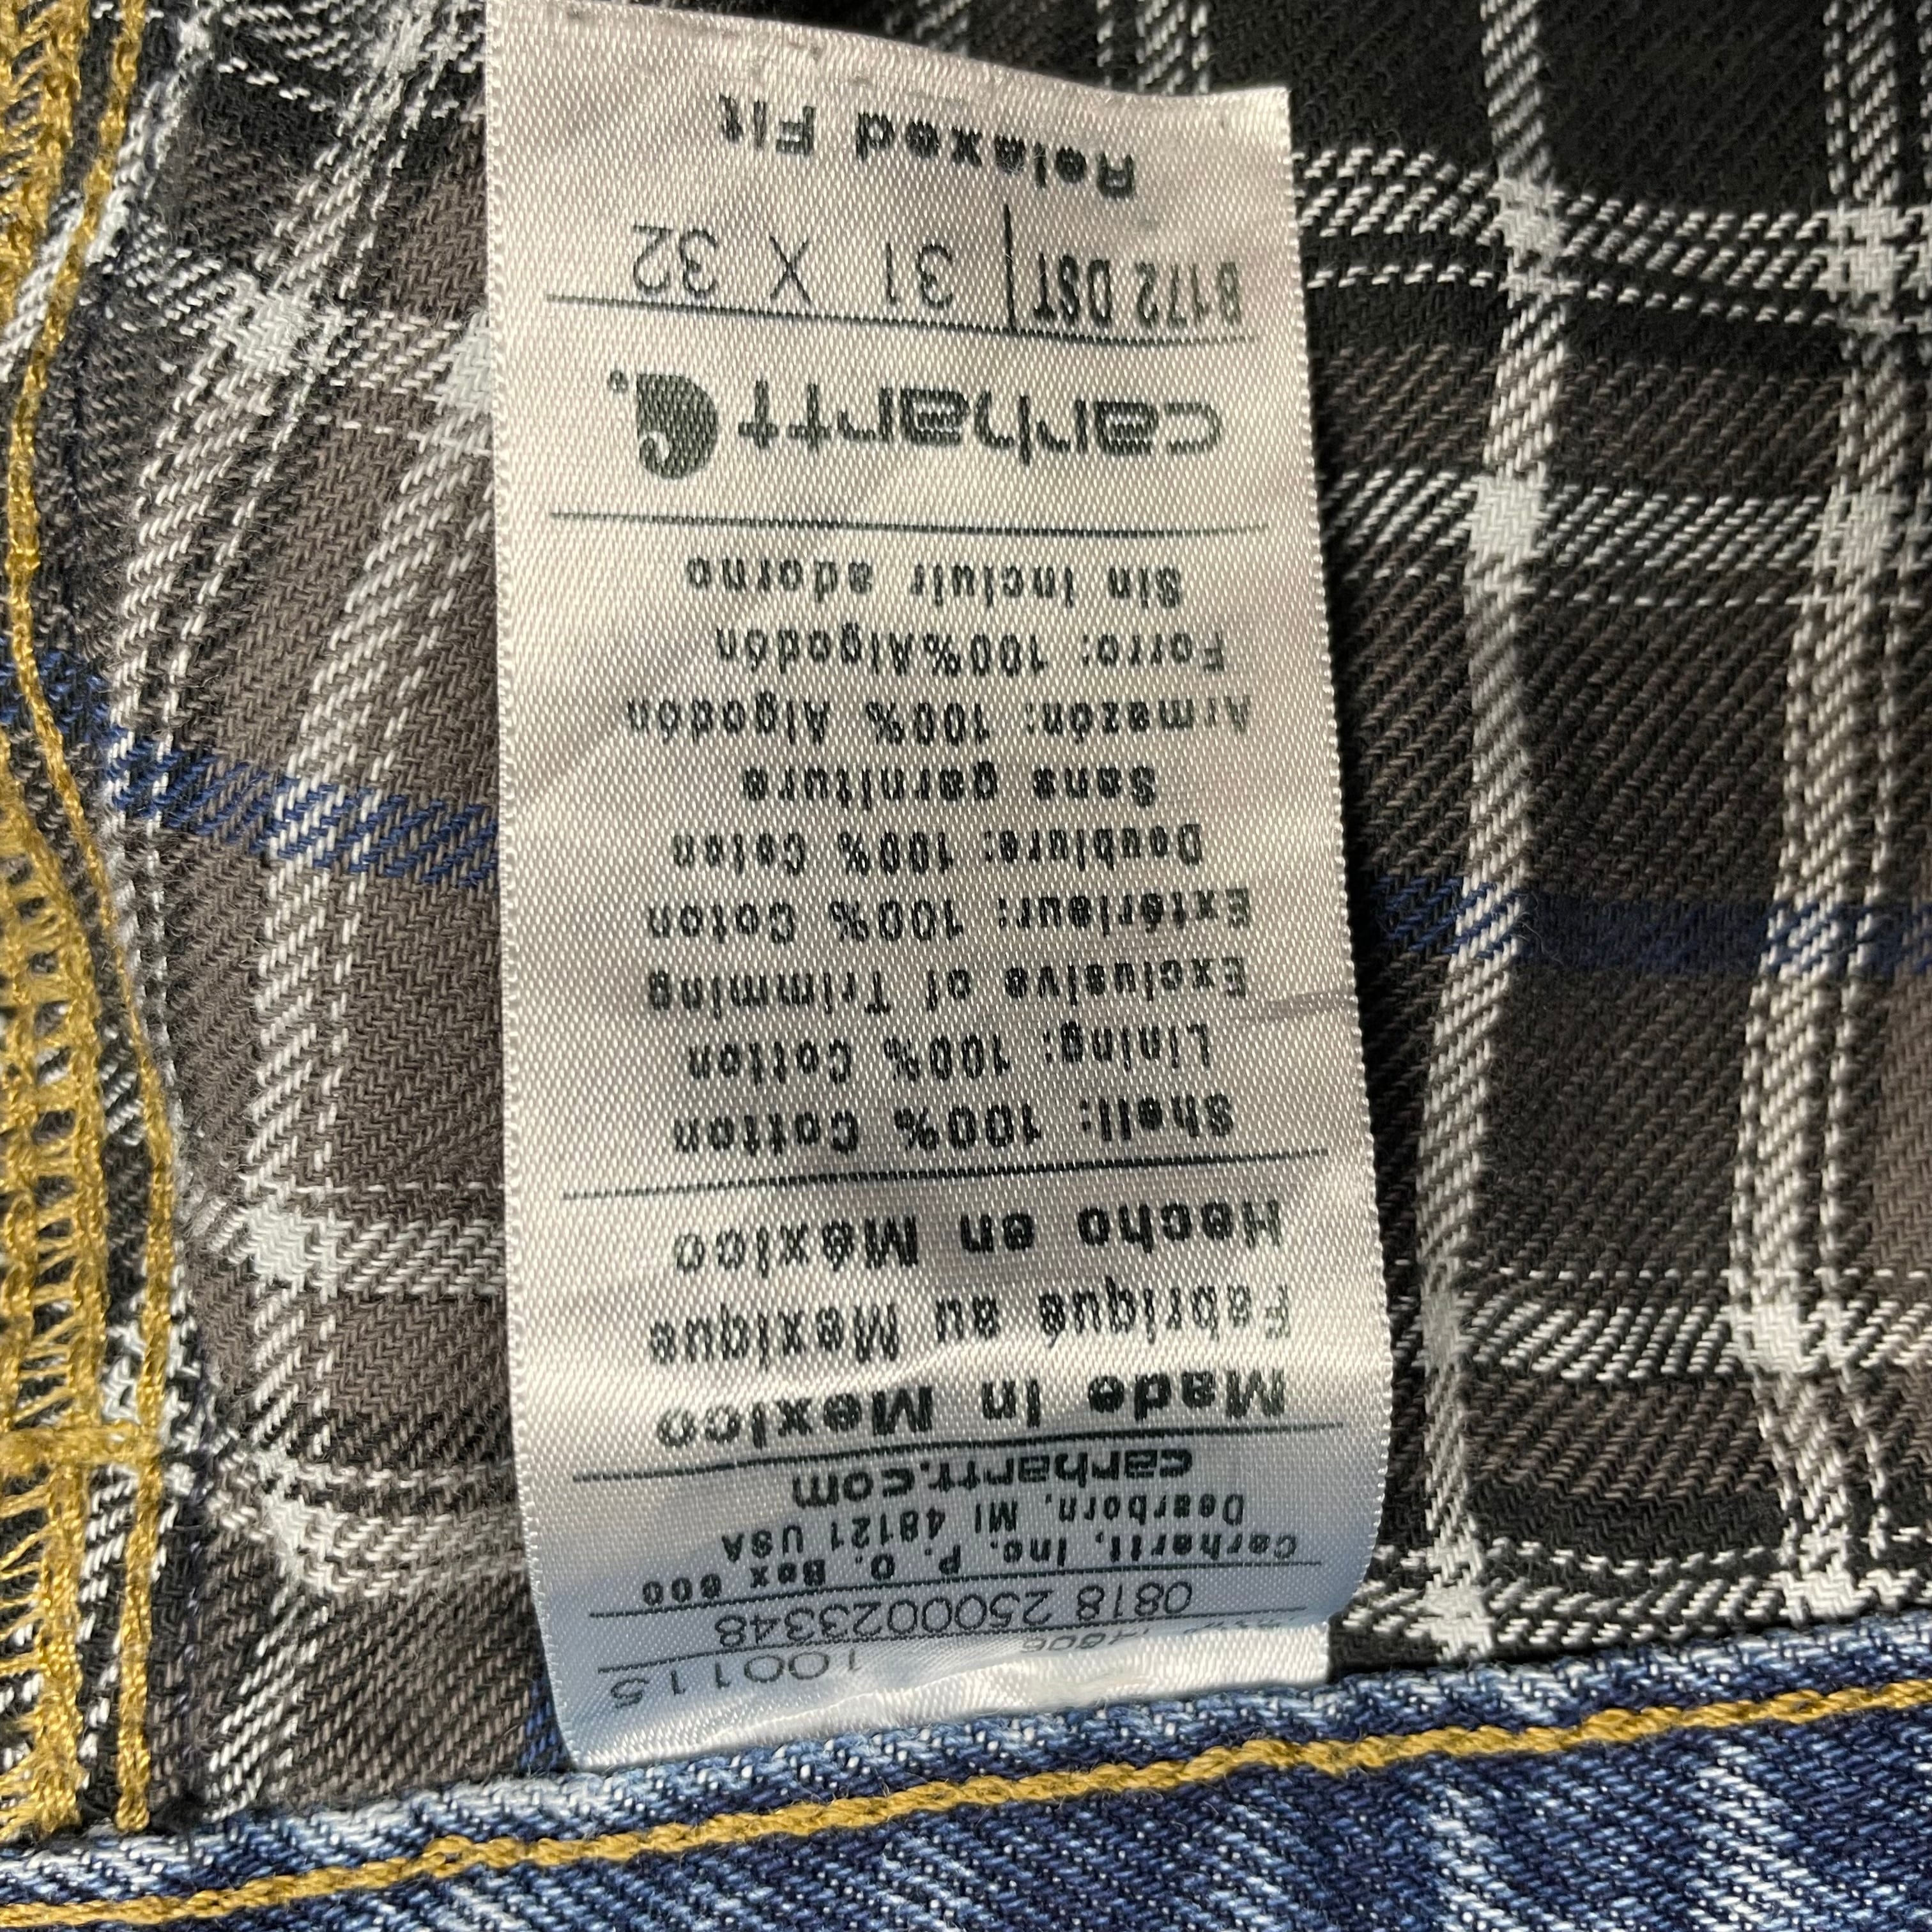 100115
0818 2500023348
Carhartt, Inc. P. O. Box 600
Dearborn, MI 48121 USA
carhartt.com
Made in Mexico
Fabriqué au Mexique
Hecho en México
Shell: 100% Cotton
Lining: 100% Cotton
Exclusive of Trimming
Extérieur: 100% Coton
Doublure: 100% Coton
Sans garniture
Armazón: 100% Algodón
Forro: 100%Algodón
Sin incluir adorno
carhartt
B172 DST 31 X 32
Relaxed Fit